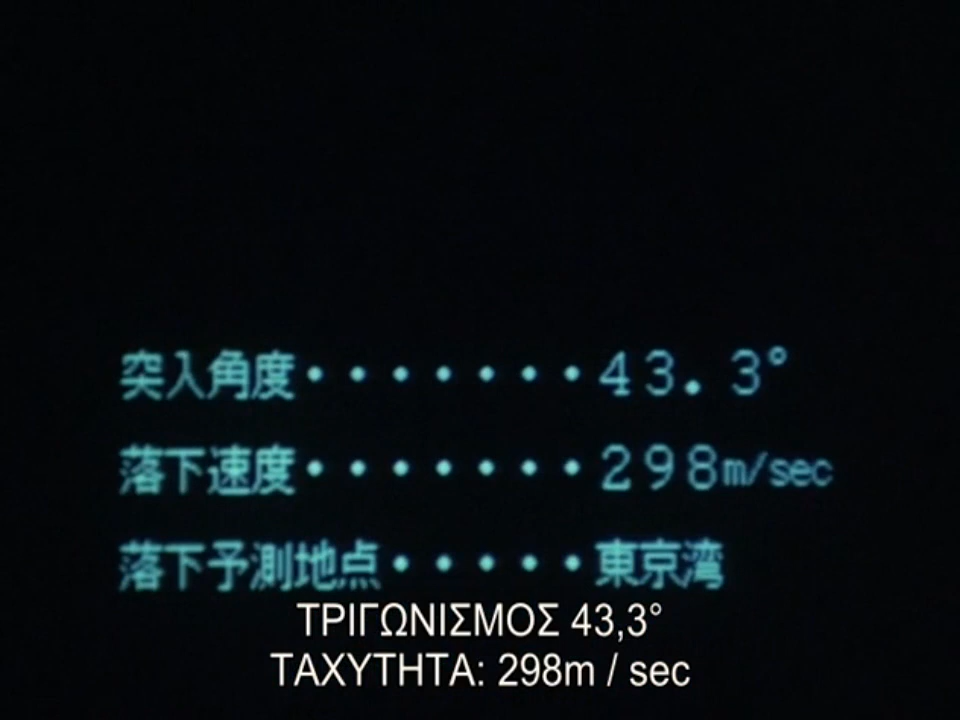 突入角度・・・・・・・43.3°
落下速度・・・・・・・298m/sec
落下予測地点・・・・・東京湾
ΤΡΙΓΩΝΙΣΜΟΣ 43,3°
ΤΑΧΥΤΗΤΑ: 298m / sec